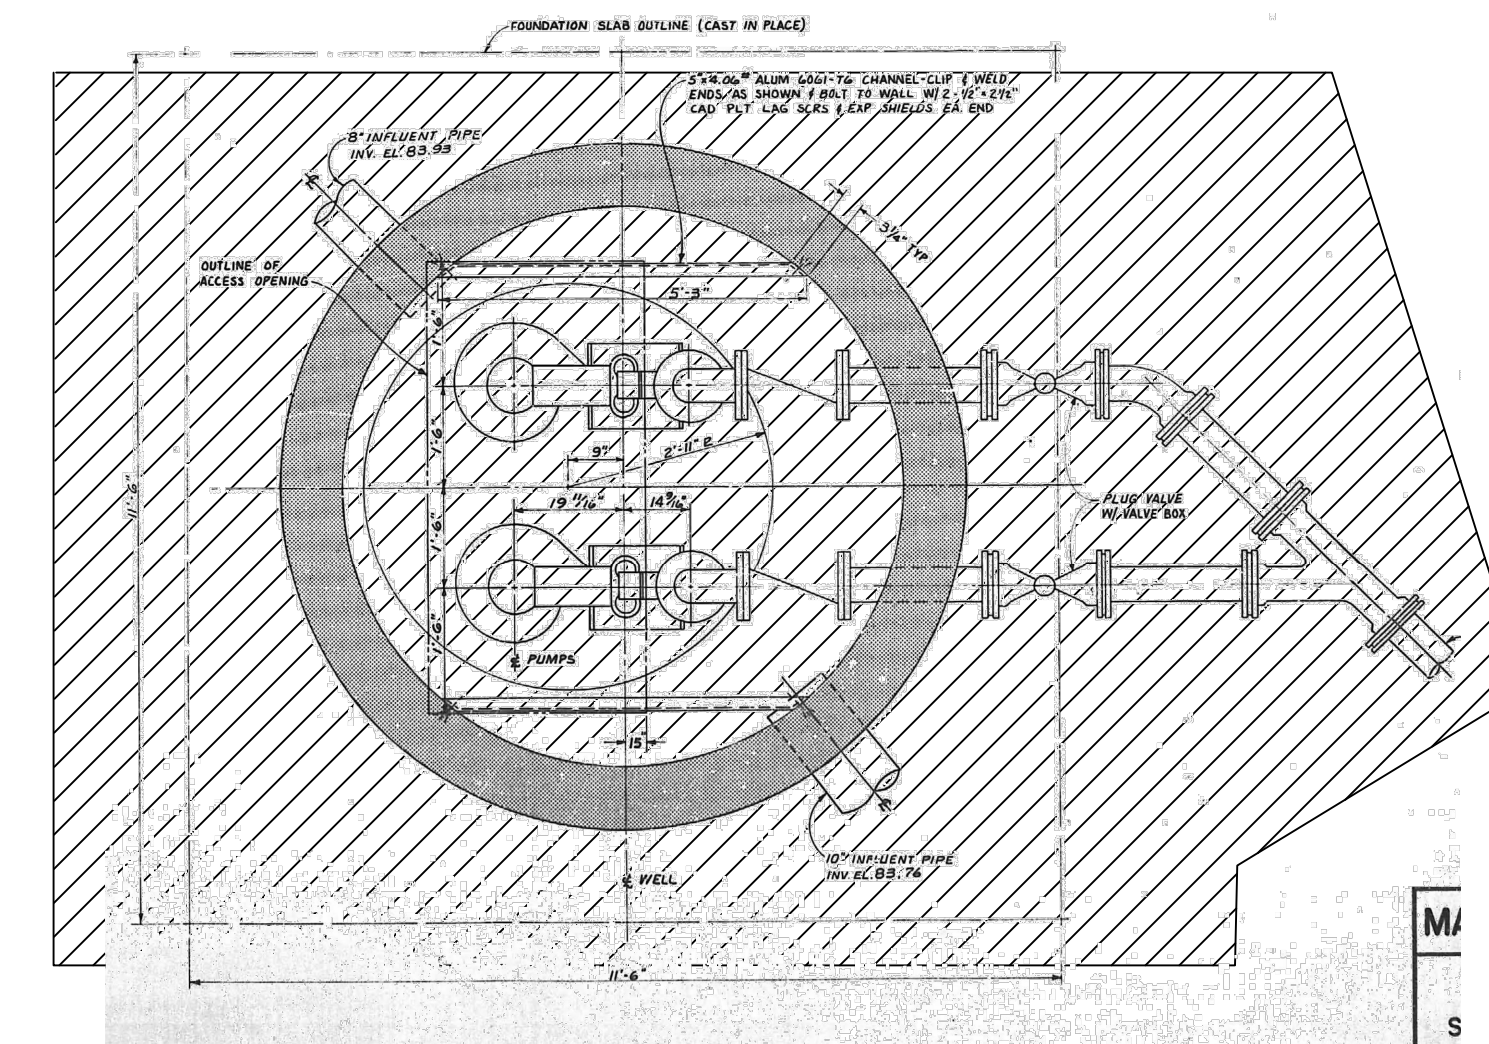 FOUNDATION SLAB OUTLINE (CAST IN PLACE)
5"x4.06# ALUM 6061-T6 CHANNEL-CLIP & WELD
ENDS AS SHOWN & BOLT TO WALL W/ 2-1/2"x2 1/2"
CAD PLT LAG SCRS & EXP SHIELDS EA. END
8" INFLUENT PIPE
INV. EL. 83.93
3 1/4" TYP
OUTLINE OF
ACCESS OPENING
5'-3"
1'-6"
1'-6"
9"
2'-11" R
11'-6"
19 11/16"
14 9/16"
PLUG VALVE
W/ VALVE BOX
1'-6"
1'-6"
℄ PUMPS
15"
10" INFLUENT PIPE
INV. EL. 83.76
℄ WELL
11'-6"
MA
S